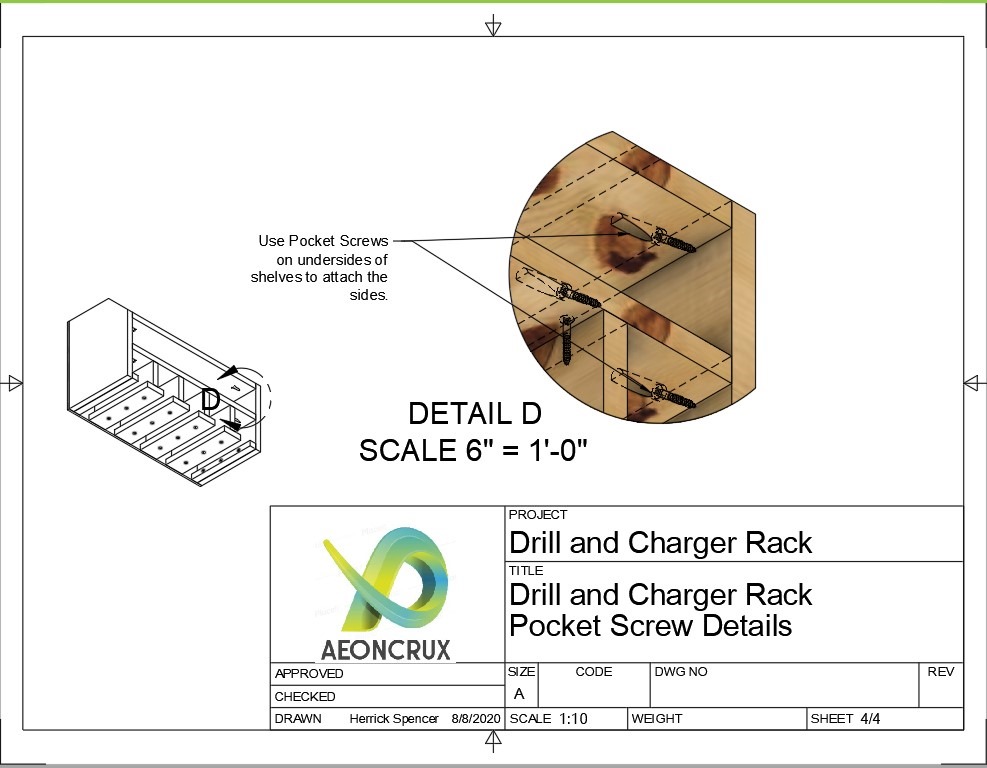 Use Pocket Screws
on undersides of
shelves to attach the
sides.
D
DETAIL D
SCALE 6" = 1'-0"
PROJECT
Drill and Charger Rack
TITLE
Drill and Charger Rack
Pocket Screw Details
AEONCRUX
APPROVED
SIZE CODE DWG NO REV
A
CHECKED
DRAWN Herrick Spencer 8/8/2020 SCALE 1:10 WEIGHT SHEET 4/4